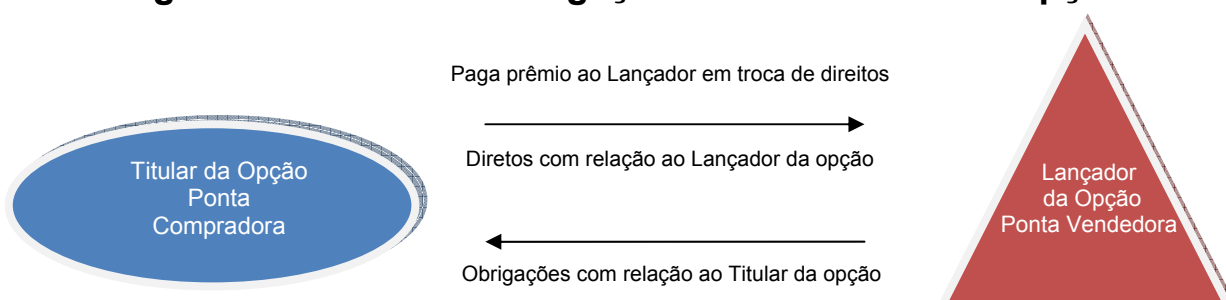 Paga prêmio ao Lançador em troca de direitos
Titular da Opção
Ponta
Compradora
Diretos com relação ao Lançador da opção
Lançador
da Opção
Ponta Vendedora
Obrigações com relação ao Titular da opção